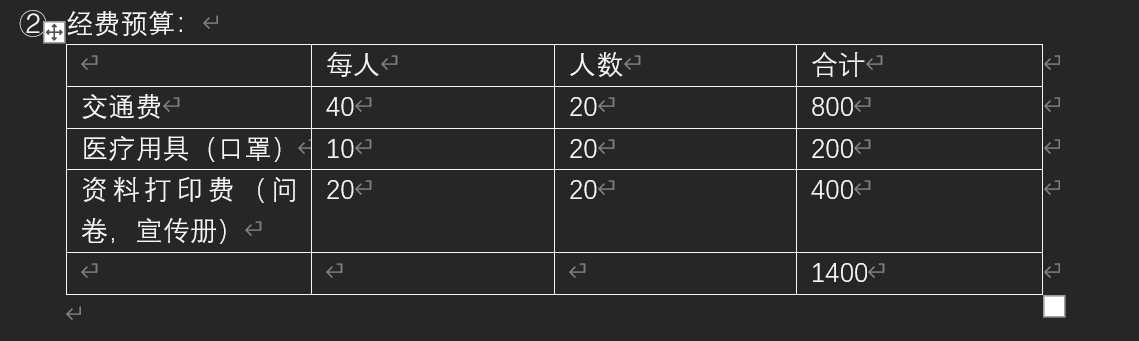 ② 经费预算：
每人 人数 合计
交通费 40 20 800
医疗用具（口罩） 10 20 200
资料打印费（问 20 20 400
卷，宣传册）
1400